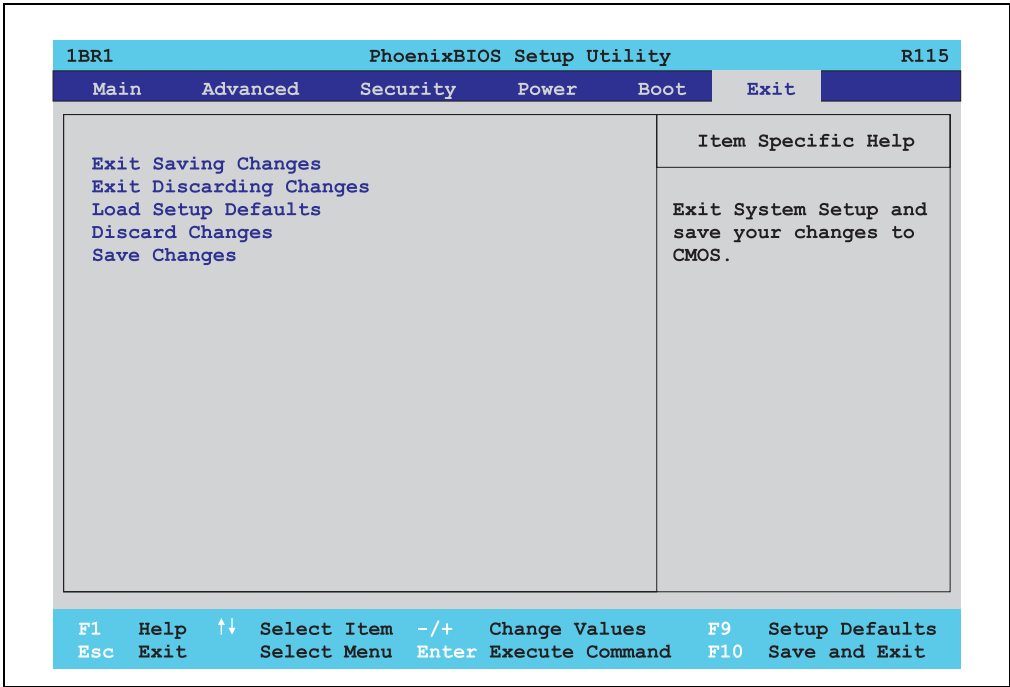 1BR1 PhoenixBIOS Setup Utility R115
Main Advanced Security Power Boot Exit
Item Specific Help
Exit Saving Changes
Exit Discarding Changes
Load Setup Defaults
Discard Changes
Save Changes
Exit System Setup and
save your changes to
CMOS.
F1 Help ↑↓ Select Item -/+ Change Values F9 Setup Defaults
Esc Exit Select Menu Enter Execute Command F10 Save and Exit